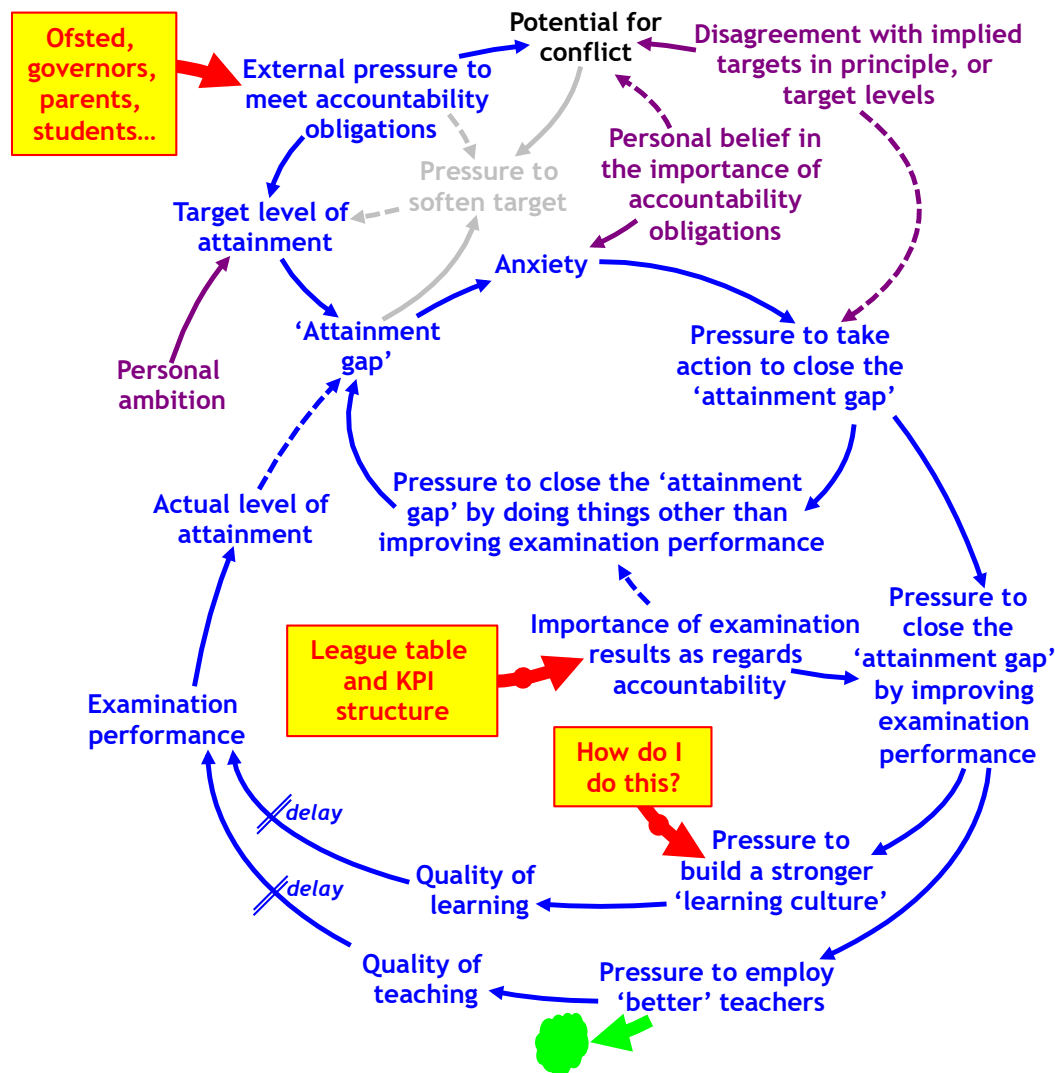 Ofsted,
governors,
parents,
students…
External pressure to
meet accountability
obligations
Potential for
conflict
Disagreement with implied
targets in principle, or
target levels
Pressure to
soften target
Personal belief in
the importance of
accountability
obligations
Target level of
attainment
Anxiety
‘Attainment
gap’
Pressure to take
action to close the
‘attainment gap’
Personal
ambition
Actual level of
attainment
Pressure to close the ‘attainment
gap’ by doing things other than
improving examination performance
League table
and KPI
structure
Importance of examination
results as regards
accountability
Pressure to
close the
‘attainment gap’
by improving
examination
performance
Examination
performance
How do I
do this?
delay
Pressure to
build a stronger
‘learning culture’
Quality of
learning
delay
Quality of
teaching
Pressure to employ
‘better’ teachers